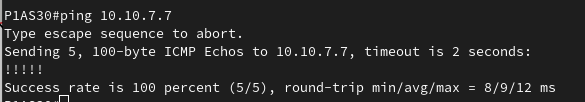 P1AS30#ping 10.10.7.7
Type escape sequence to abort.
Sending 5, 100-byte ICMP Echos to 10.10.7.7, timeout is 2 seconds:
!!!!!
Success rate is 100 percent (5/5), round-trip min/avg/max = 8/9/12 ms